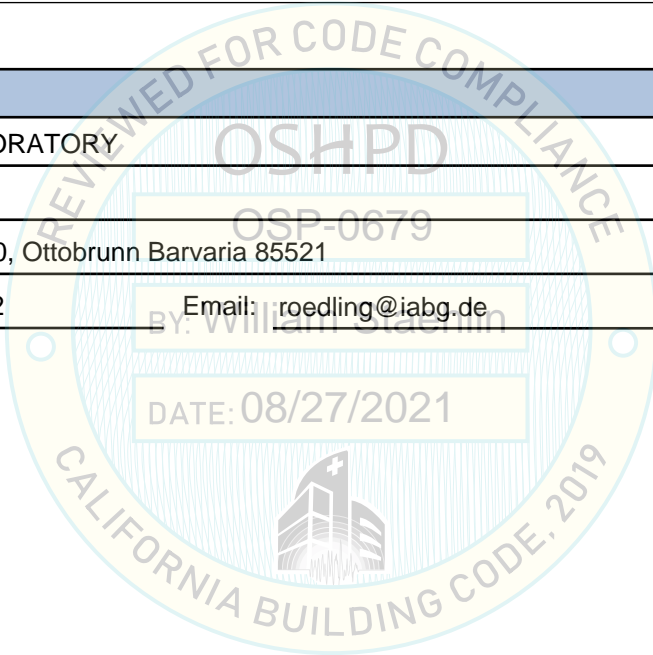 REVIEWED FOR CODE COMPLIANCE
ORATORY
OSHPD
OSP-0679
0, Ottobrunn Barvaria 85521
2 Email: roedling@iabg.de
BY: William Staehlin
DATE: 08/27/2021
CALIFORNIA BUILDING CODE, 2019